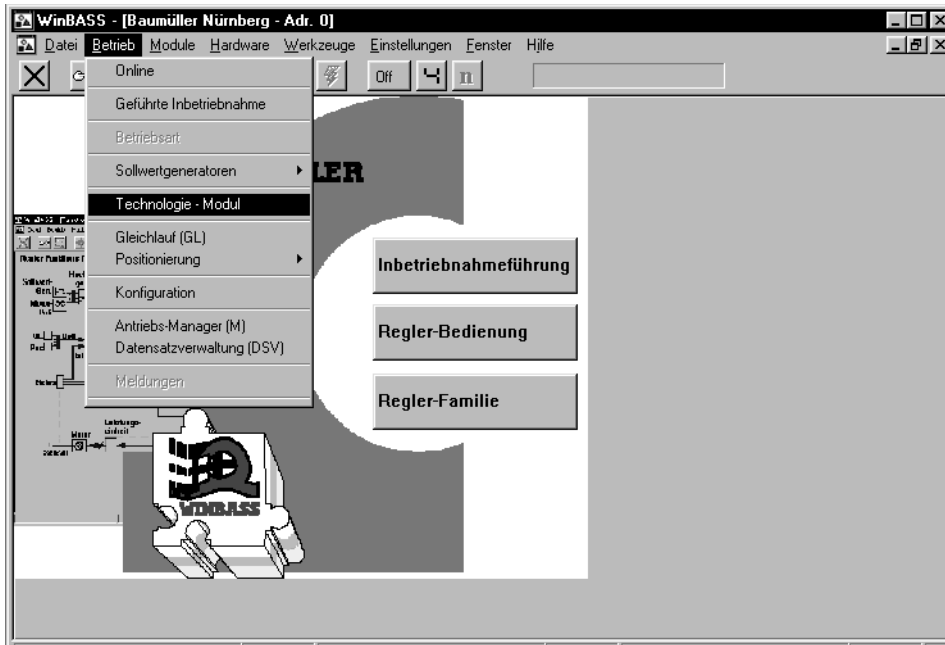 WinBASS - [Baumüller Nürnberg - Adr. 0]
Datei Betrieb Module Hardware Werkzeuge Einstellungen Fenster Hilfe
Off n
Online
Geführte Inbetriebnahme
Betriebsart
Sollwertgeneratoren
LER
Technologie - Modul
Gleichlauf (GL)
Positionierung
Konfiguration
Antriebs-Manager (M)
Datensatzverwaltung (DSV)
Meldungen
Inbetriebnahmeführung
Regler-Bedienung
Regler-Familie
Motor
WINBASS